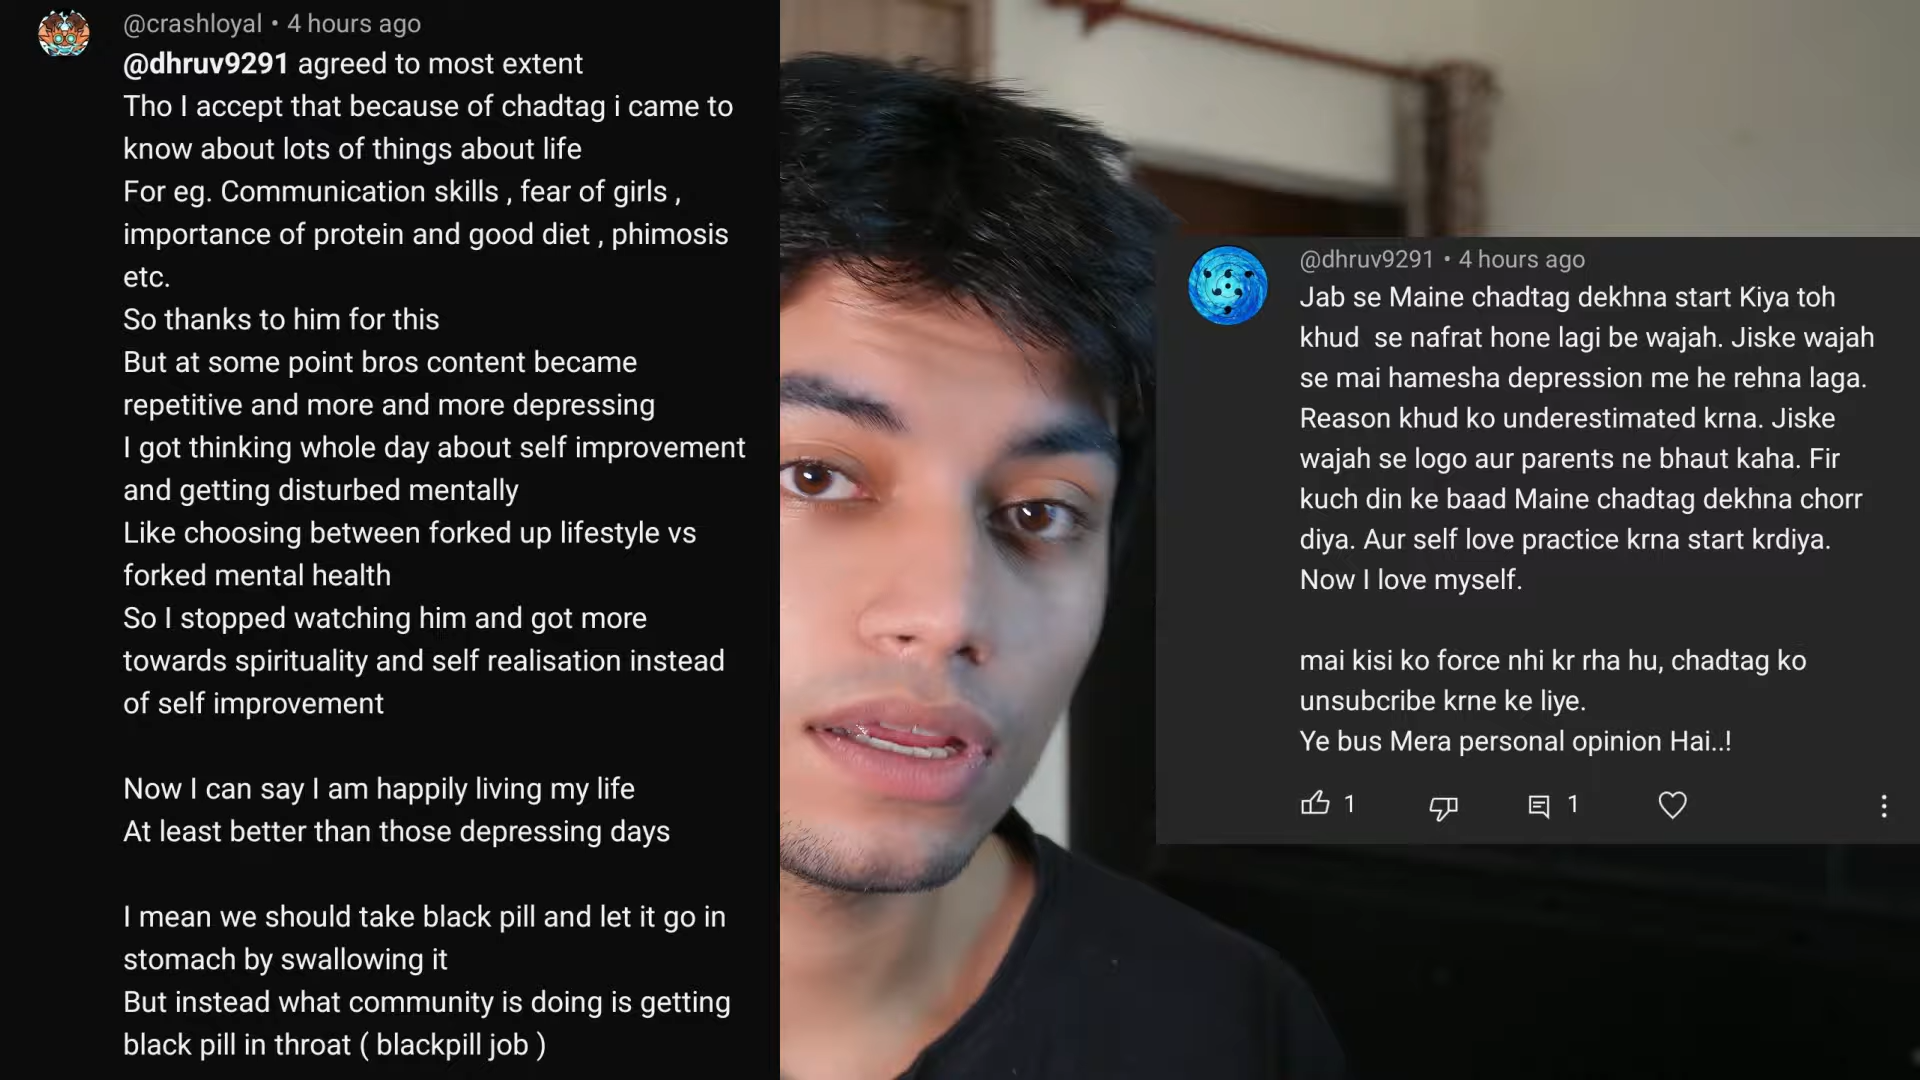 @crashloyal • 4 hours ago
@dhruv9291 agreed to most extent
Tho I accept that because of chadtag i came to
know about lots of things about life
For eg. Communication skills , fear of girls ,
importance of protein and good diet , phimosis
etc.
So thanks to him for this
But at some point bros content became
repetitive and more and more depressing
I got thinking whole day about self improvement
and getting disturbed mentally
Like choosing between forked up lifestyle vs
forked mental health
So I stopped watching him and got more
towards spirituality and self realisation instead
of self improvement
Now I can say I am happily living my life
At least better than those depressing days
I mean we should take black pill and let it go in
stomach by swallowing it
But instead what community is doing is getting
black pill in throat ( blackpill job )
@dhruv9291 • 4 hours ago
Jab se Maine chadtag dekhna start Kiya toh
khud  se nafrat hone lagi be wajah. Jiske wajah
se mai hamesha depression me he rehna laga.
Reason khud ko underestimated krna. Jiske
wajah se logo aur parents ne bhaut kaha. Fir
kuch din ke baad Maine chadtag dekhna chorr
diya. Aur self love practice krna start krdiya.
Now I love myself.
mai kisi ko force nhi kr rha hu, chadtag ko
unsubcribe krne ke liye.
Ye bus Mera personal opinion Hai..!
1 1